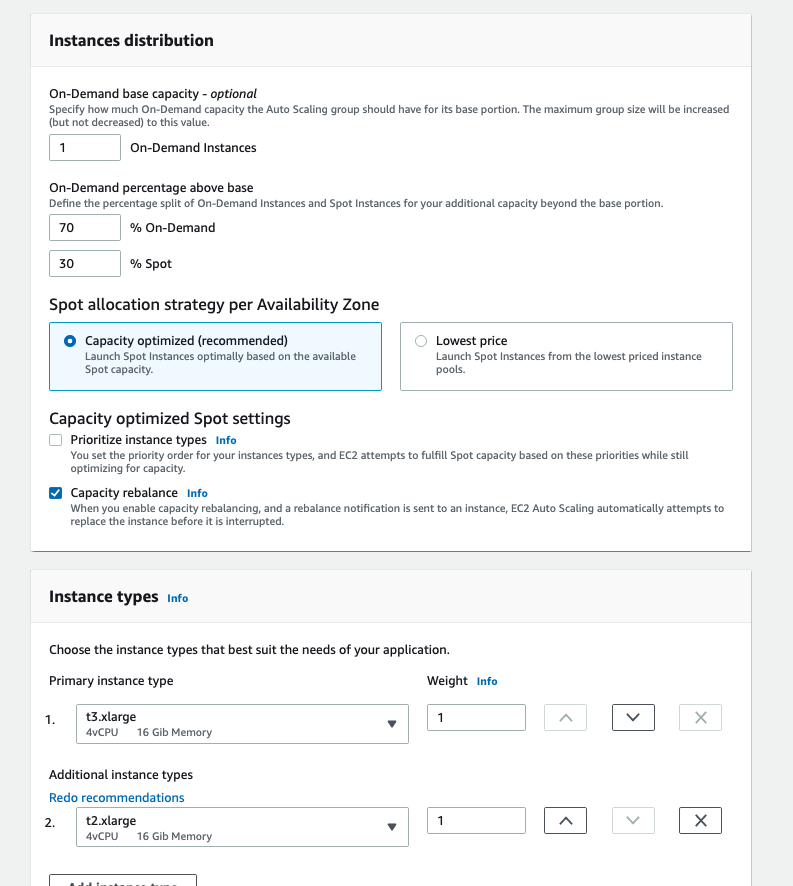 Instances distribution
On-Demand base capacity - optional
Specify how much On-Demand capacity the Auto Scaling group should have for its base portion. The maximum group size will be increased
(but not decreased) to this value.
1 On-Demand Instances
On-Demand percentage above base
Define the percentage split of On-Demand Instances and Spot Instances for your additional capacity beyond the base portion.
70 % On-Demand
30 % Spot
Spot allocation strategy per Availability Zone
Capacity optimized (recommended)
Launch Spot Instances optimally based on the available
Spot capacity.
Lowest price
Launch Spot Instances from the lowest priced instance
pools.
Capacity optimized Spot settings
Prioritize instance types Info
You set the priority order for your instances types, and EC2 attempts to fulfill Spot capacity based on these priorities while still
optimizing for capacity.
Capacity rebalance Info
When you enable capacity rebalancing, and a rebalance notification is sent to an instance, EC2 Auto Scaling automatically attempts to
replace the instance before it is interrupted.
Instance types Info
Choose the instance types that best suit the needs of your application.
Primary instance type Weight Info
1. t3.xlarge 1
4vCPU 16 Gib Memory
Additional instance types
Redo recommendations
2. t2.xlarge 1
4vCPU 16 Gib Memory
Add instance type